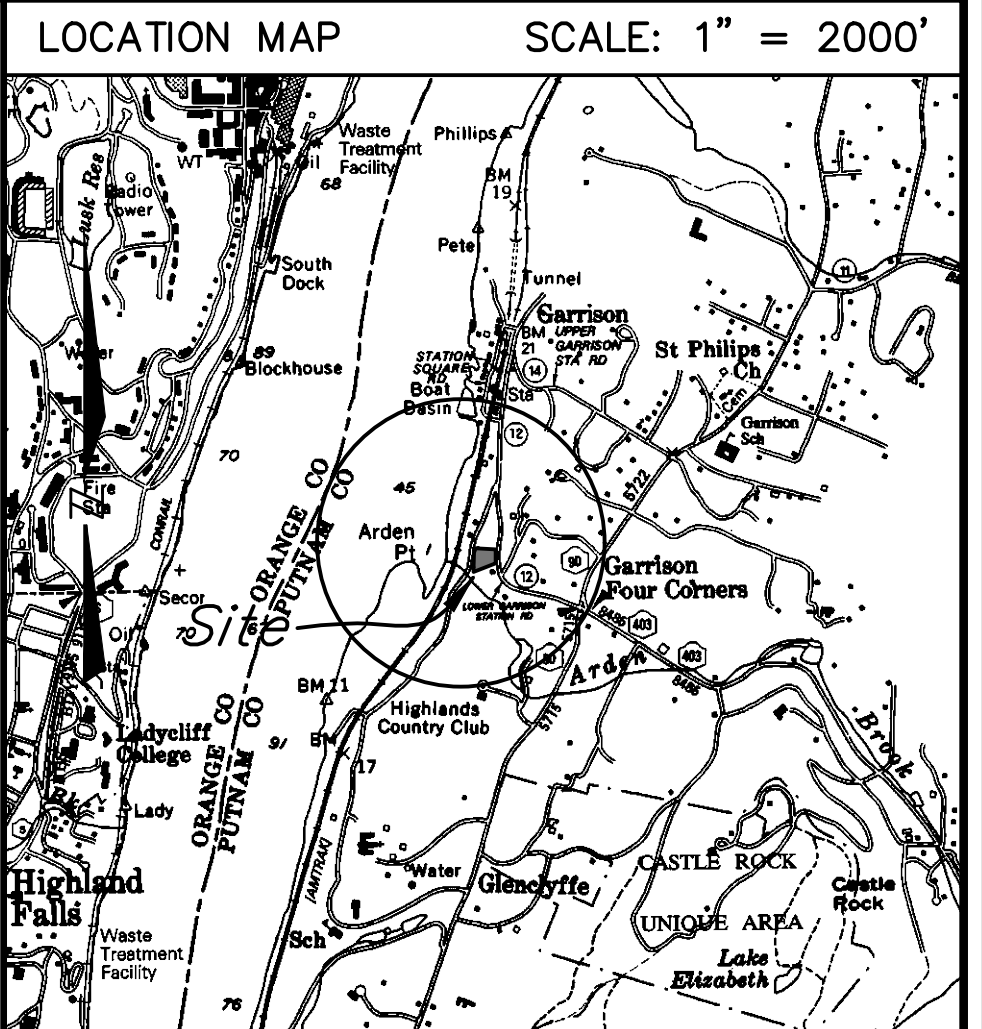 LOCATION MAP
SCALE: 1" = 2000'
Waste
Treatment
Facility
Oil
68
WT
Lusk Res
Radio
Tower
Phillips
BM
19
Pete
Tunnel
South
Dock
11
Garrison
BM
21
UPPER
GARRISON
STA RD
St Philips
Ch
Cem
Garrison
Sch
STATION
SQUARE
RD
14
Boat
Basin
Sta
12
Water
89
Blockhouse
70
45
Fire
Sta
CONRAIL
ORANGE CO
PUTNAM CO
Arden
Pt
5722
90
Garrison
Four Corners
12
LOWER GARRISON
STATION RD
Secor
Site
70
Oil
8486
403
403
5715
Arden
8486
BM 11
Highlands
Country Club
5715
Brook
Ladycliff
College
ORANGE CO
PUTNAM CO
91
BM
17
Lady
(AMTRAK)
Water
Glenclyffe
CASTLE ROCK
UNIQUE AREA
Castle
Rock
Highland
Falls
Sch
Waste
Treatment
Facility
Lake
Elizabeth
76